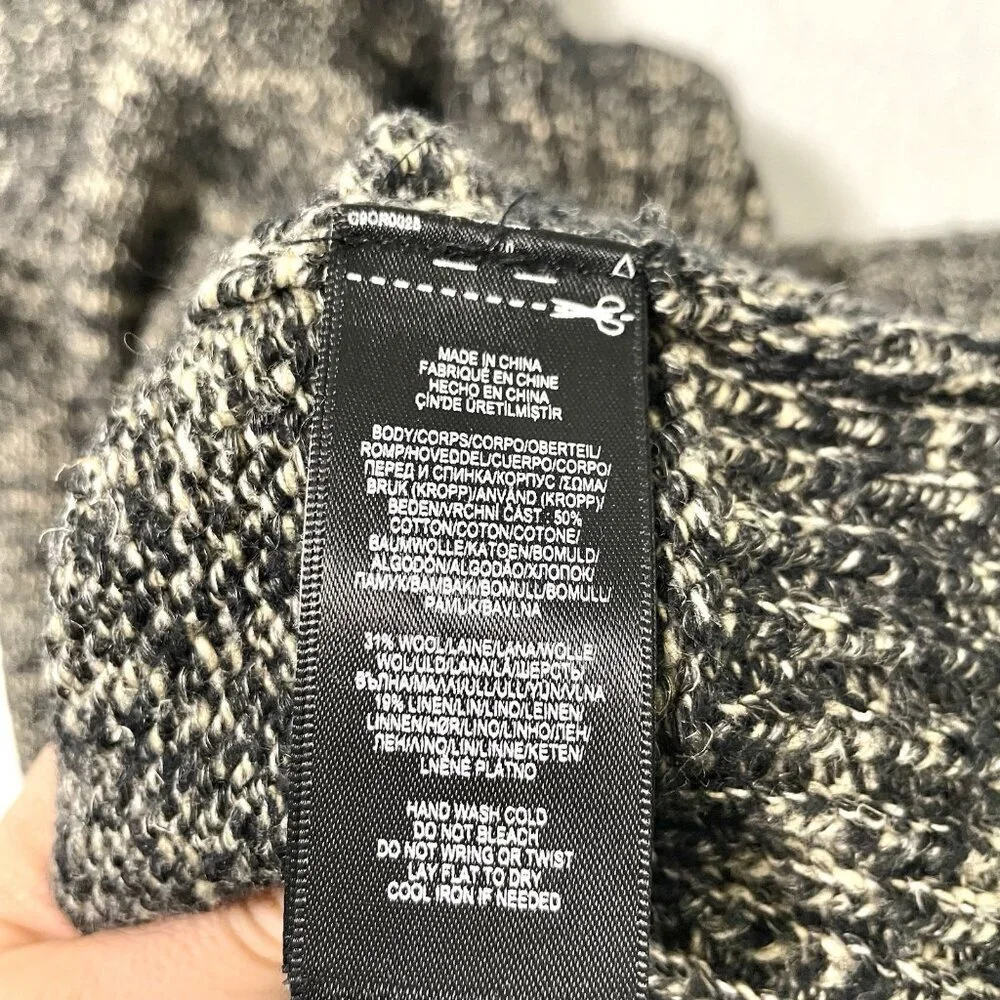 MADE IN CHINA
FABRIQUÉ EN CHINE
HECHO EN CHINA
ÇİN'DE ÜRETİLMİŞTİR
BODY/CORPS/CORPO/OBERTEIL/
ROMP/HOVEDDEL/CUERPO/CORPO/
ПЕРЕД И СПИНКА/КОРПУС /ΣΩΜΑ/
BRUK (KROPP)/ANVÄND (KROPP)/
BEDEN/VRCHNÍ ČÁST : 50%
COTTON/COTON/COTONE/
BAUMWOLLE/KATOEN/BOMULD/
ALGODON/ALGODÃO/ХЛОПОК/
ПАМУК/ΒΑΜΒΑΚΙ/BOMULL/BOMULL/
PAMUK/BAVLNA
31% WOOL/LAINE/LANA/WOLLE/
WOL/ULD/LANA/LÃ/ШЕРСТЬ/
ВЪЛНА/ΜΑΛΛΙ/ULL/ULL/YÜN/VLNA
19% LINEN/LIN/LINO/LEINEN/
LINNEN/HØR/LINO/LINHO/ЛЕН/
ЛЕН/ΛΙΝΟ/LIN/LINNE/KETEN/
LNĚNÉ PLÁTNO
HAND WASH COLD
DO NOT BLEACH
DO NOT WRING OR TWIST
LAY FLAT TO DRY
COOL IRON IF NEEDED